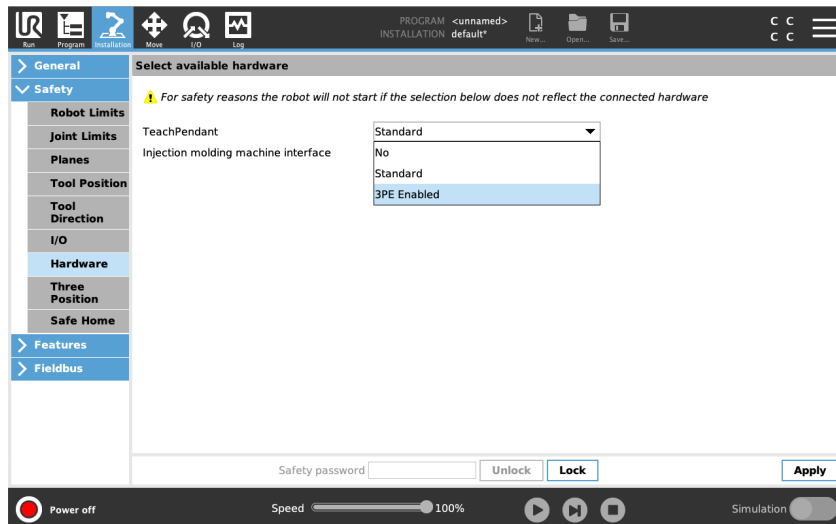 UR
Run
Program
Installation
Move
I/O
Log
PROGRAM <unnamed>
INSTALLATION default*
New...
Open...
Save...
C C
C C
General
Safety
Robot Limits
Joint Limits
Planes
Tool Position
Tool
Direction
I/O
Hardware
Three
Position
Safe Home
Features
Fieldbus
Select available hardware
For safety reasons the robot will not start if the selection below does not reflect the connected hardware
TeachPendant
Standard
Injection molding machine interface
No
Standard
3PE Enabled
Safety password
Unlock
Lock
Apply
Power off
Speed
100%
Simulation